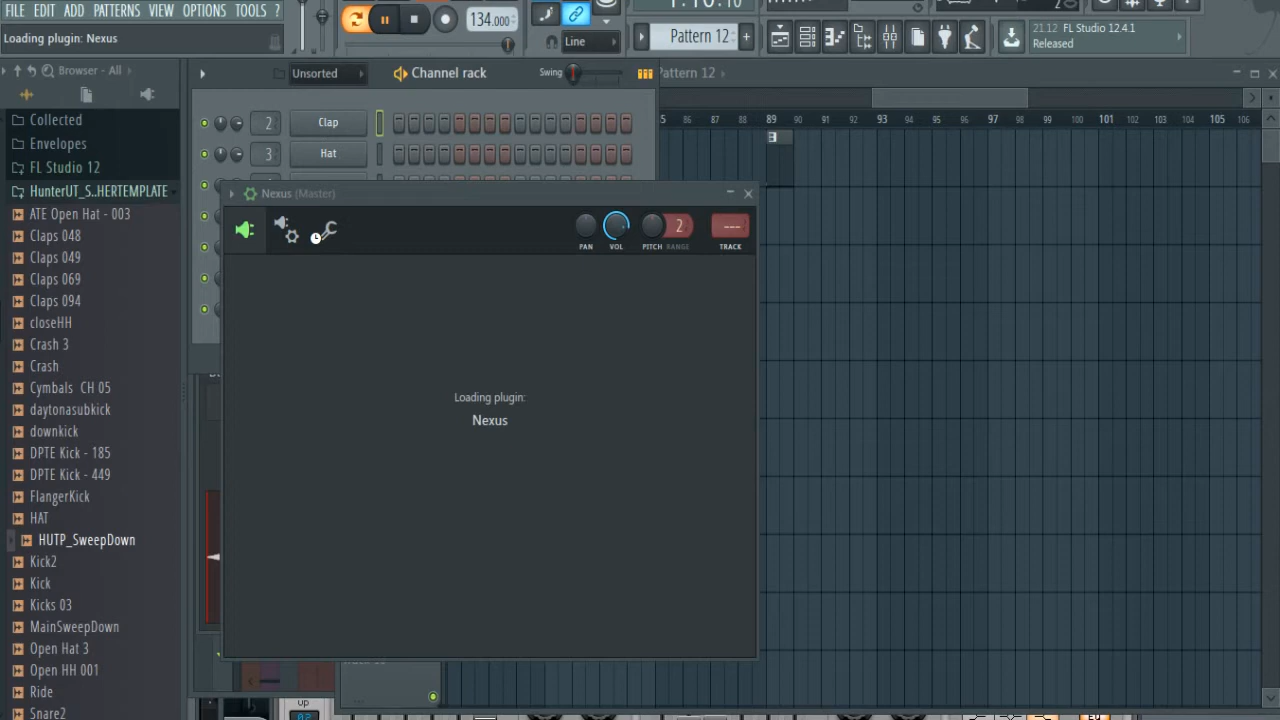 FILE EDIT ADD PATTERNS VIEW OPTIONS TOOLS ?
134.000
Loading plugin: Nexus
Line
Pattern 12
21.12 FL Studio 12.4.1
Released
Browser - All
Unsorted
Channel rack
Swing
Pattern 12
Collected
Envelopes
FL Studio 12
HunterUT_S..HERTEMPLATE
ATE Open Hat - 003
Claps 048
Claps 049
Claps 069
Claps 094
closeHH
Crash 3
Crash
Cymbals CH 05
daytonasubkick
downkick
DPTE Kick - 185
DPTE Kick - 449
FlangerKick
HAT
HUTP_SweepDown
Kick2
Kick
Kicks 03
MainSweepDown
Open Hat 3
Open HH 001
Ride
Snare2
2 Clap
3 Hat
85 86 87 88 89 90 91 92 93 94 95 96 97 98 99 100 101 102 103 104 105 106
Nexus (Master)
2
---
PAN VOL PITCH RANGE TRACK
Loading plugin:
Nexus
up